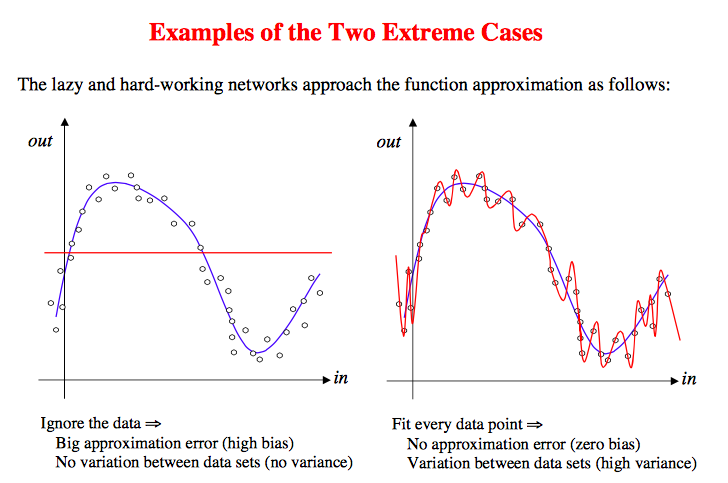 Examples of the Two Extreme Cases
The lazy and hard-working networks approach the function approximation as follows:
out
in
Ignore the data ⇒
Big approximation error (high bias)
No variation between data sets (no variance)
out
in
Fit every data point ⇒
No approximation error (zero bias)
Variation between data sets (high variance)